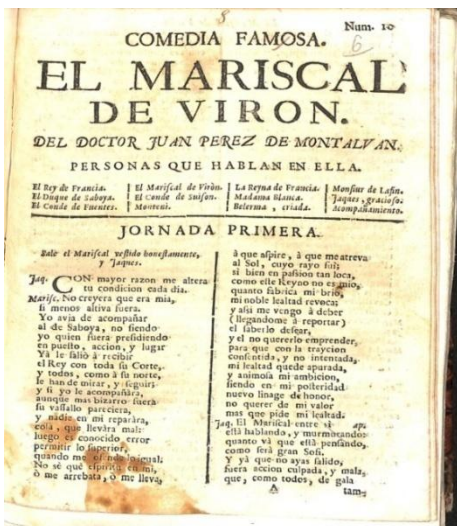 Num. 10
6
COMEDIA FAMOSA.
EL MARISCAL
DE VIRON.
DEL DOCTOR JUAN PEREZ DE MONTALVAN.
PERSONAS QUE HABLAN EN ELLA.
El Rey de Francia.
El Duque de Saboya.
El Conde de Fuentes.
El Mariscal de Viròn.
El Conde de Suison.
Monteni.
La Reyna de Francia.
Madama Blanca.
Belerma, criada.
Monsiur de Lafin.
Jaques, gracioso.
Acompañamiento.
JORNADA PRIMERA.
Sale el Mariscal vestido honestamente,
y Jaques.
Jaq. CON mayor razon me altera
tu condicion cada dia.
Marisc. No creyera que era mia,
si menos altiva fuera.
Yo avia de acompañar
al de Saboya, no siendo
yo quien fuera presidiendo
en puesto, accion, y lugar
Yà le saliò à recibir
el Rey con toda su Corte,
y todos, como à su norte,
le han de mirar, y seguir;
y si yo le acompañàra,
aunque mas bizarro fuera
su vassallo pareciera,
y nadie en mi reparàra,
cosa, que llevàra mal:
luego es conocido error
permitir lo superior,
quando me ofende lo igual.
No sè què espiritu en mi,
ò me arrebata, ò me lleva,
à que aspire, à que me atreva
al Sol, cuyo rayo fui;
si bien en passion tan loca,
como este Reyno no es mio,
quanto fabrica mi brio,
mi noble lealtad revoca;
y assi me vengo à deber
(llegandome à reportar)
el saberlo desear,
y el no quererlo emprender,
para que con la traycion
consentida, y no intentada,
mi lealtad quede apurada,
y animosa mi ambicion,
siendo en mi posteridad
nuevo linage de honor,
no querer de mi valor
mas que pide mi lealtad.
Jaq. El Mariscal entre sì ap.
està hablando, y murmurando:
quanto và que està pensando,
como serà gran Sofi.
Y yà que no ayas salido,
fuera accion culpada, y mala,
que, como todos, de gala
A tam-